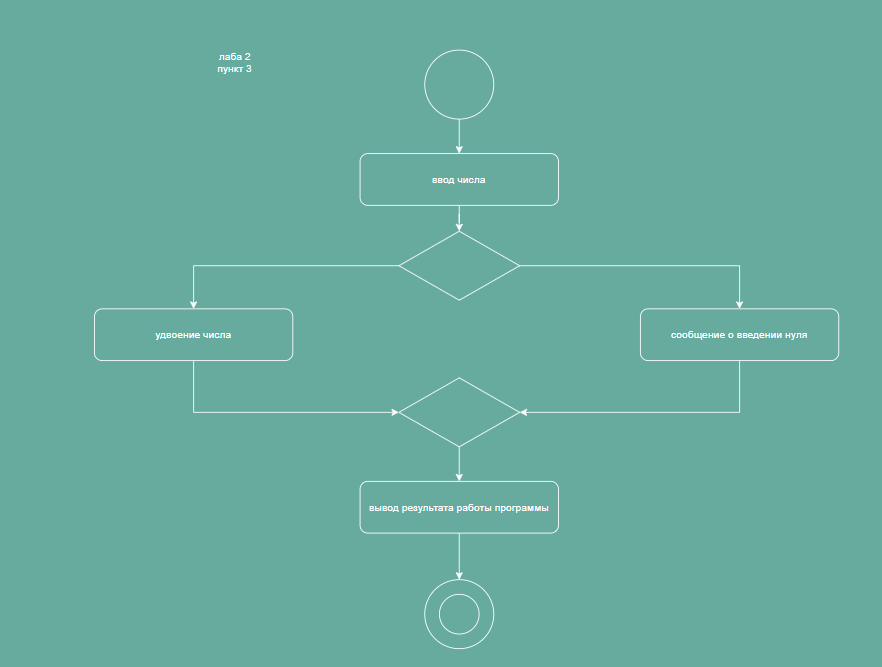 лаба 2
пункт 3
ввод числа
удвоение числа
сообщение о введении нуля
вывод результата работы программы